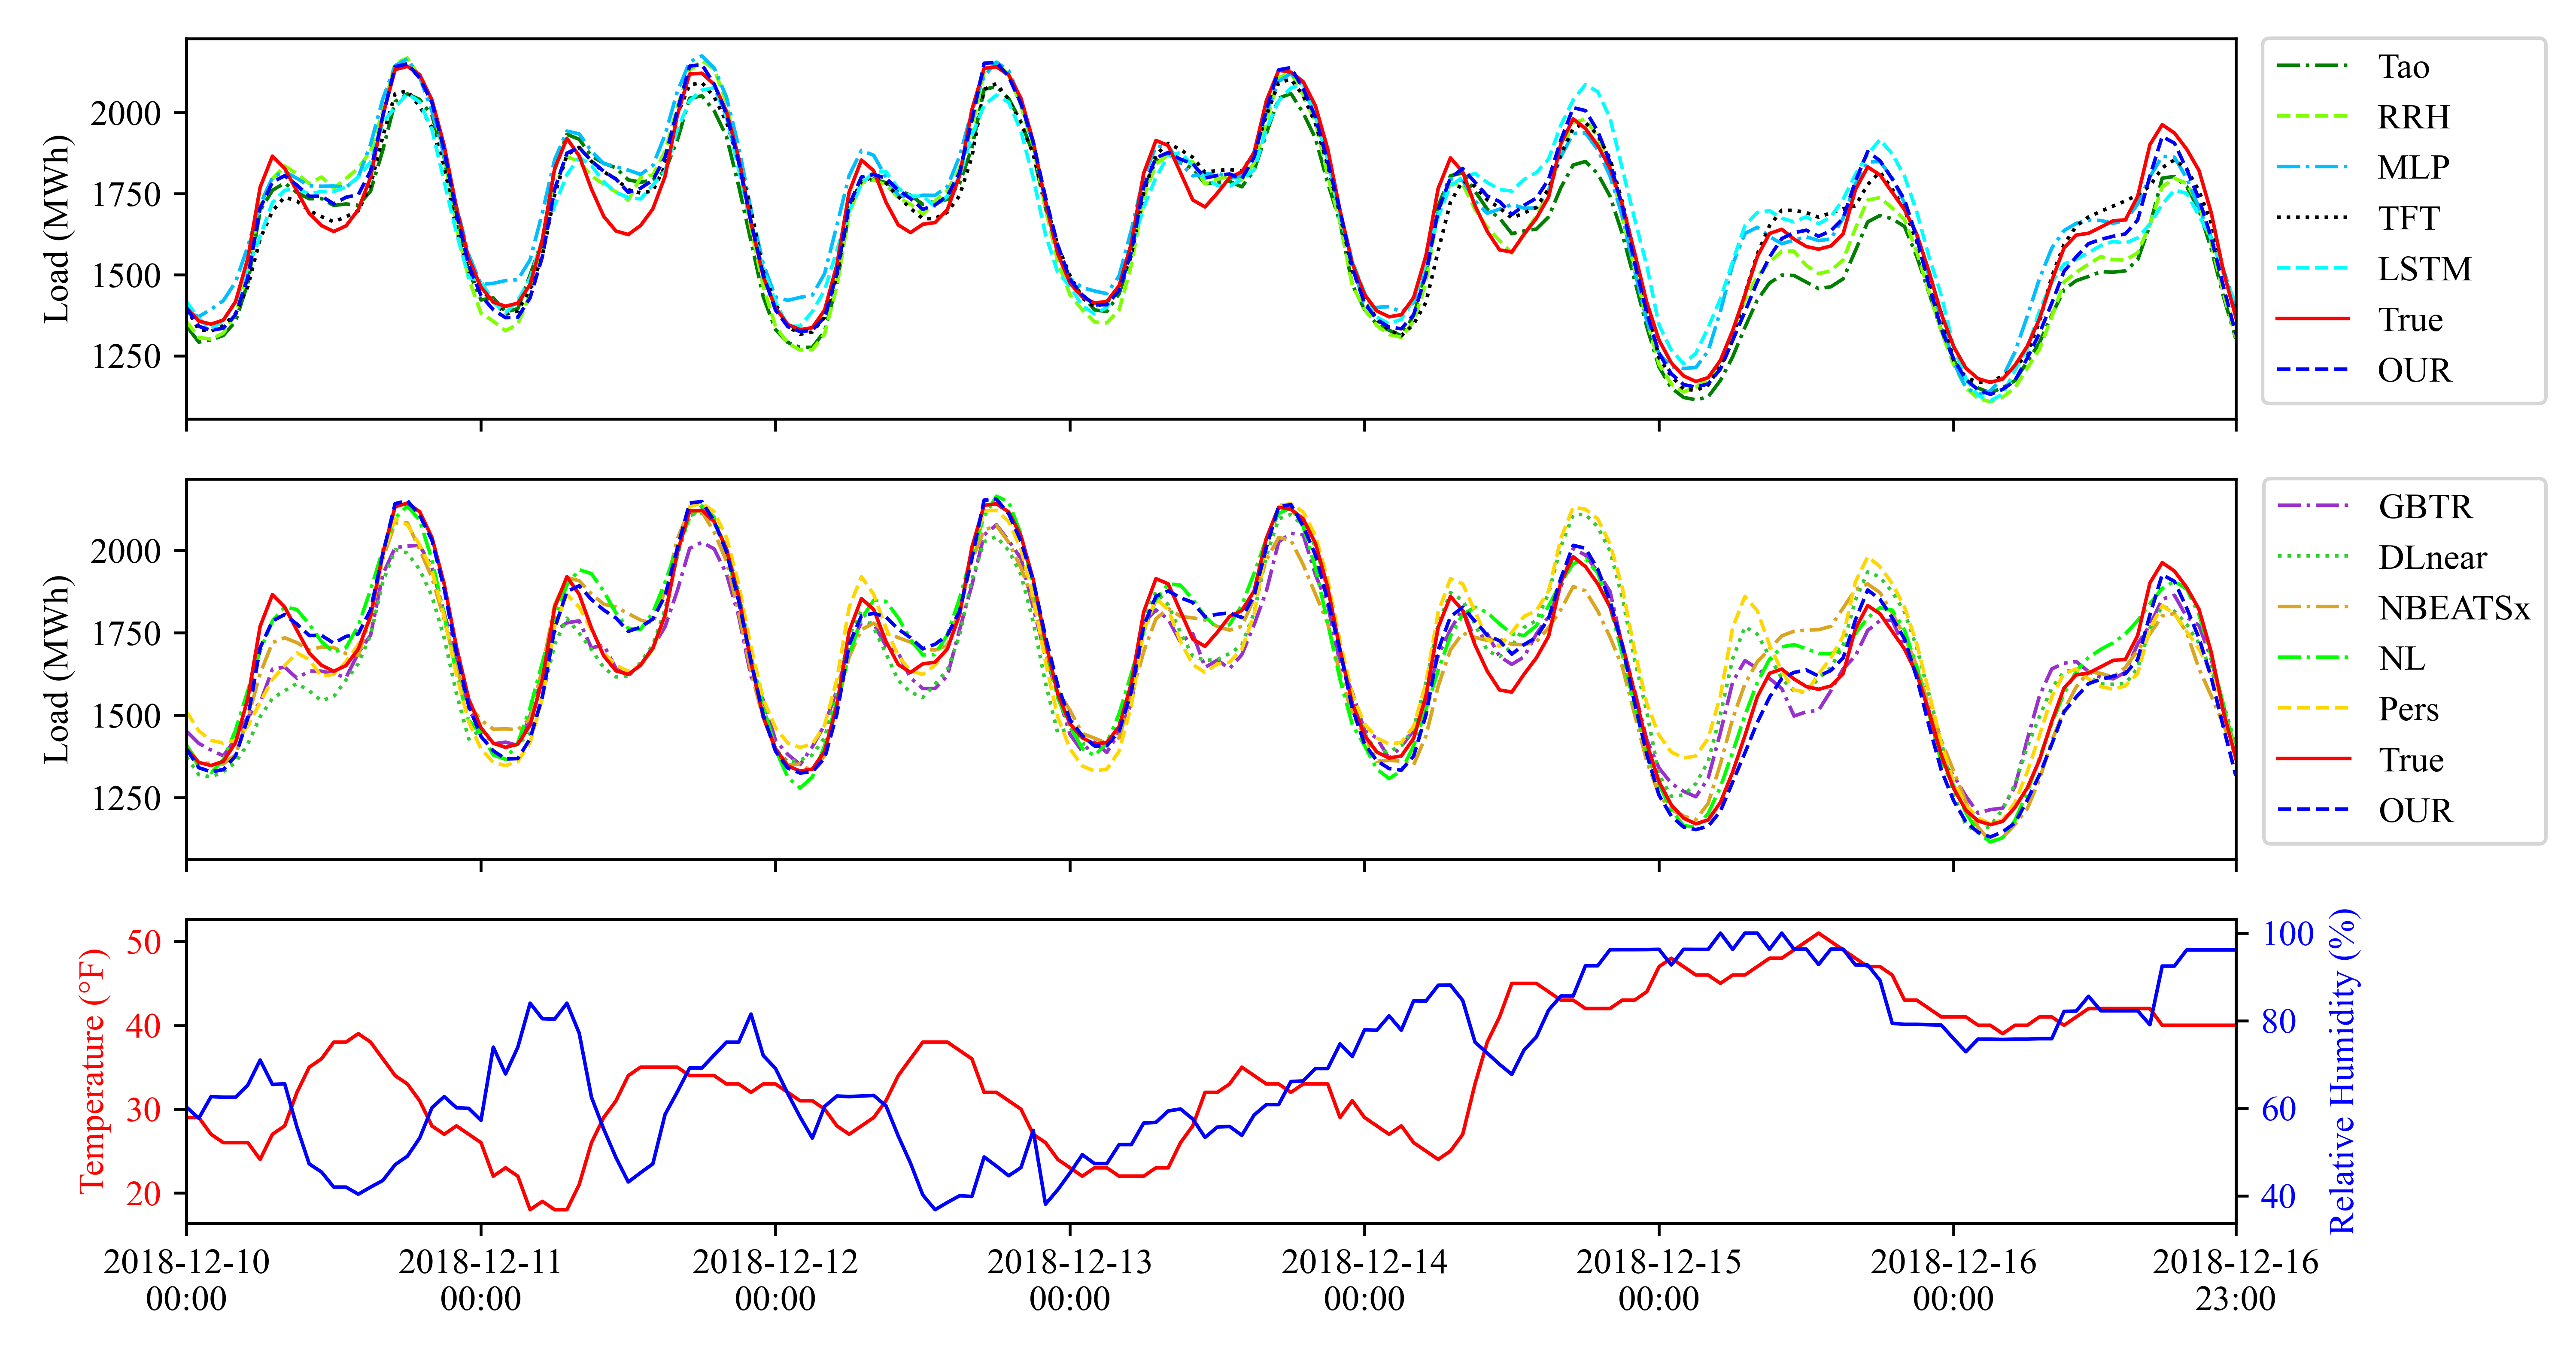 Load (MWh)
2000
1750
1500
1250
Tao
RRH
MLP
TFT
LSTM
True
OUR
Load (MWh)
2000
1750
1500
1250
GBTR
DLnear
NBEATSx
NL
Pers
True
OUR
Temperature (°F)
50
40
30
20
100
80
60
40
Relative Humidity (%)
2018-12-10 2018-12-11 2018-12-12 2018-12-13 2018-12-14 2018-12-15 2018-12-16 2018-12-16
00:00 00:00 00:00 00:00 00:00 00:00 00:00 23:00